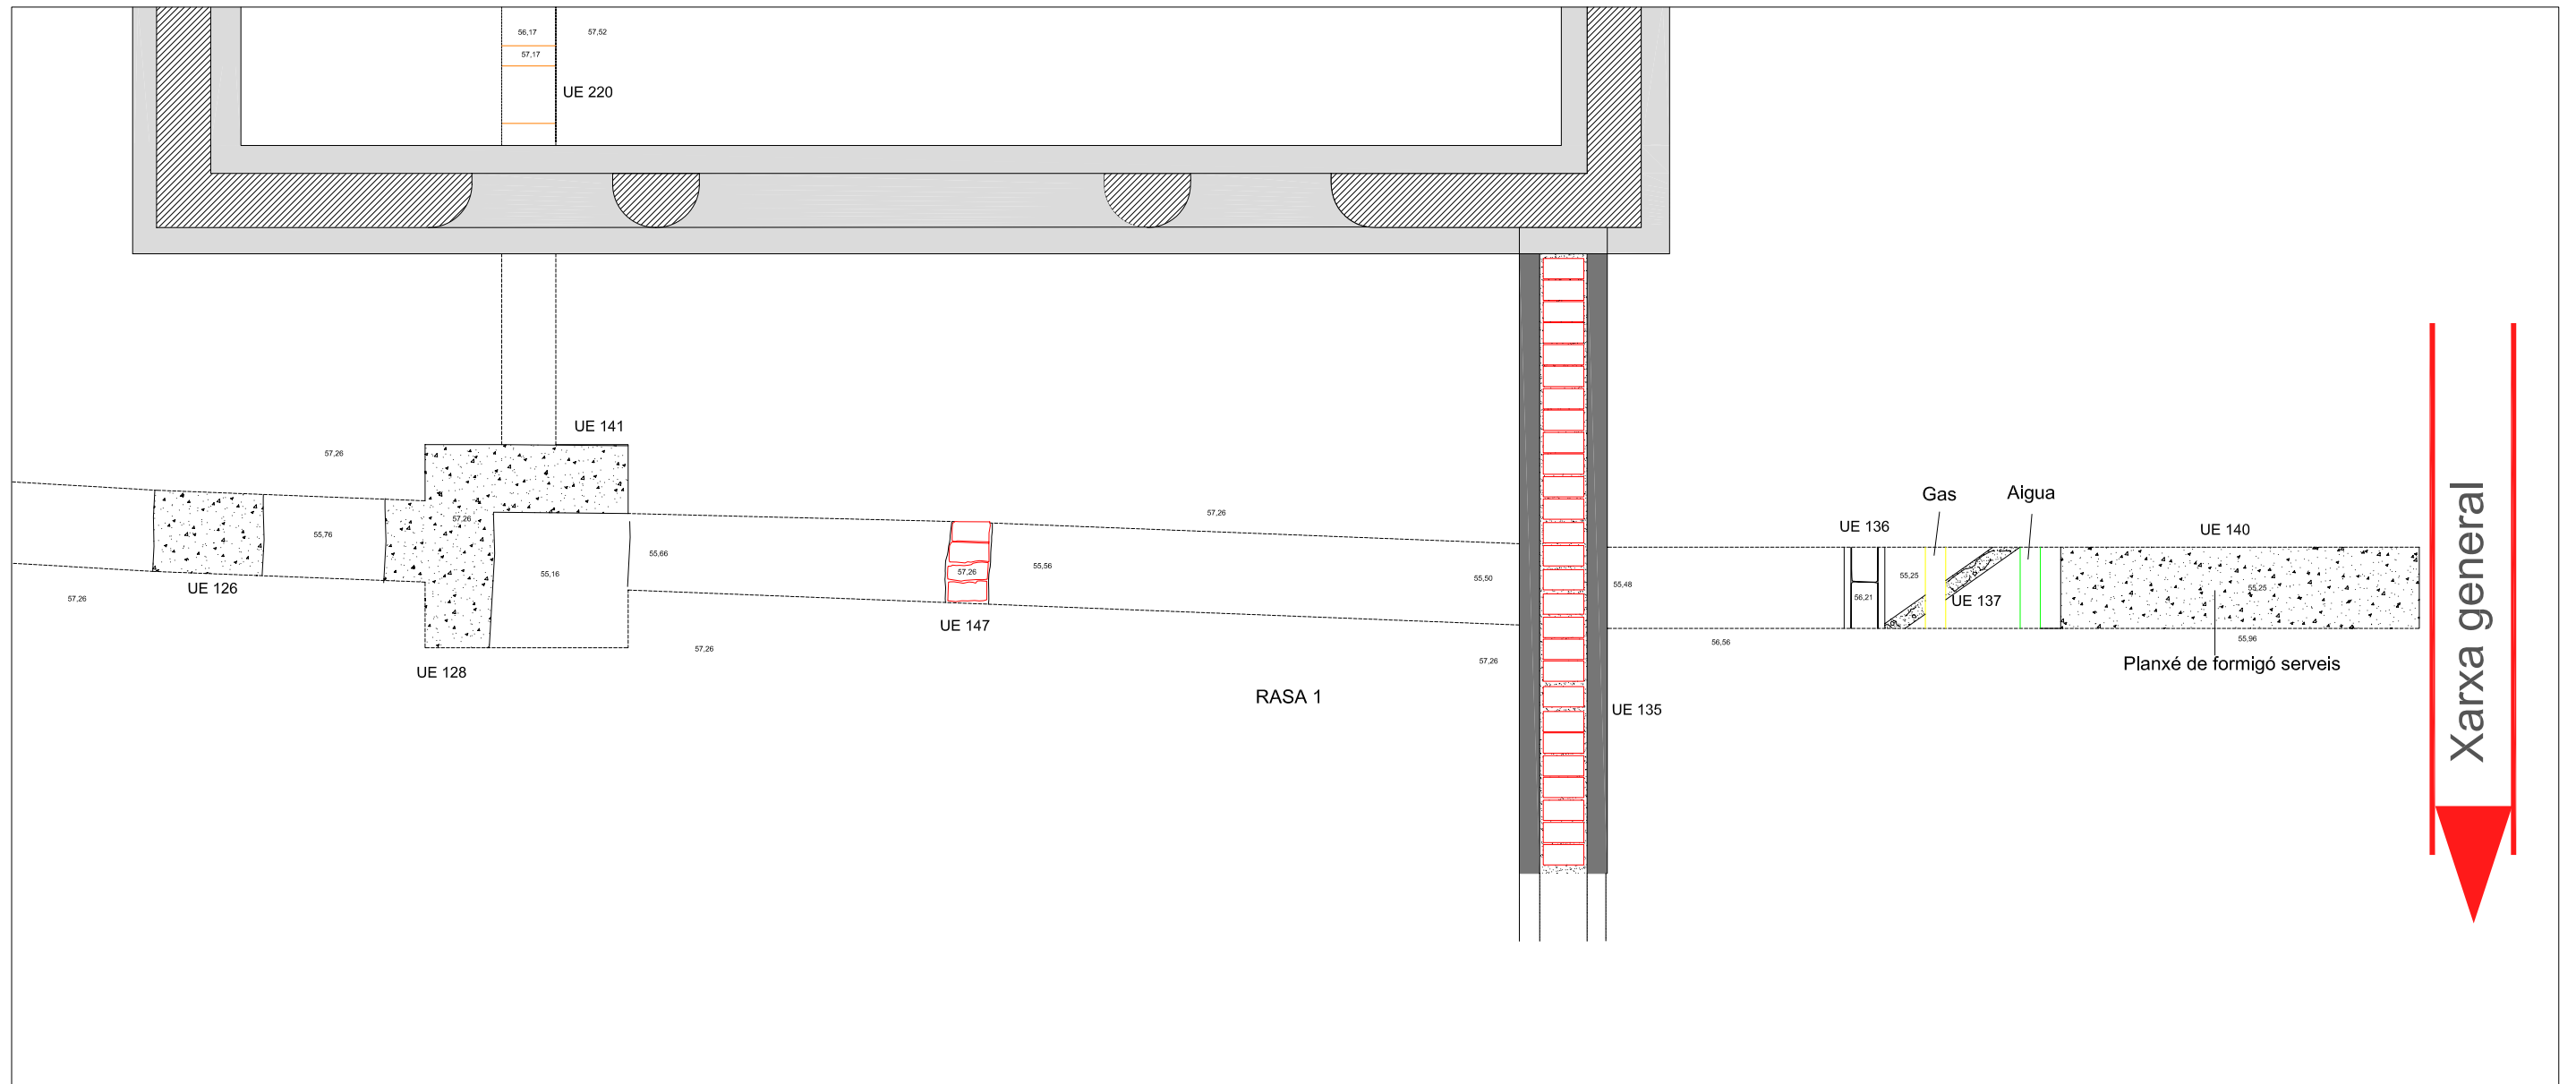 56,17
57,52
57,17
UE 220
UE 141
57,26
57,26
55,76
55,66
55,16
57,26
UE 126
57,26
UE 128
57,26
57,26
UE 147
55,56
57,26
55,50
57,26
RASA 1
55,48
UE 135
56,56
UE 136
56,21
Gas
55,25
UE 137
Aigua
UE 140
55,25
55,96
Planxé de formigó serveis
Xarxa general